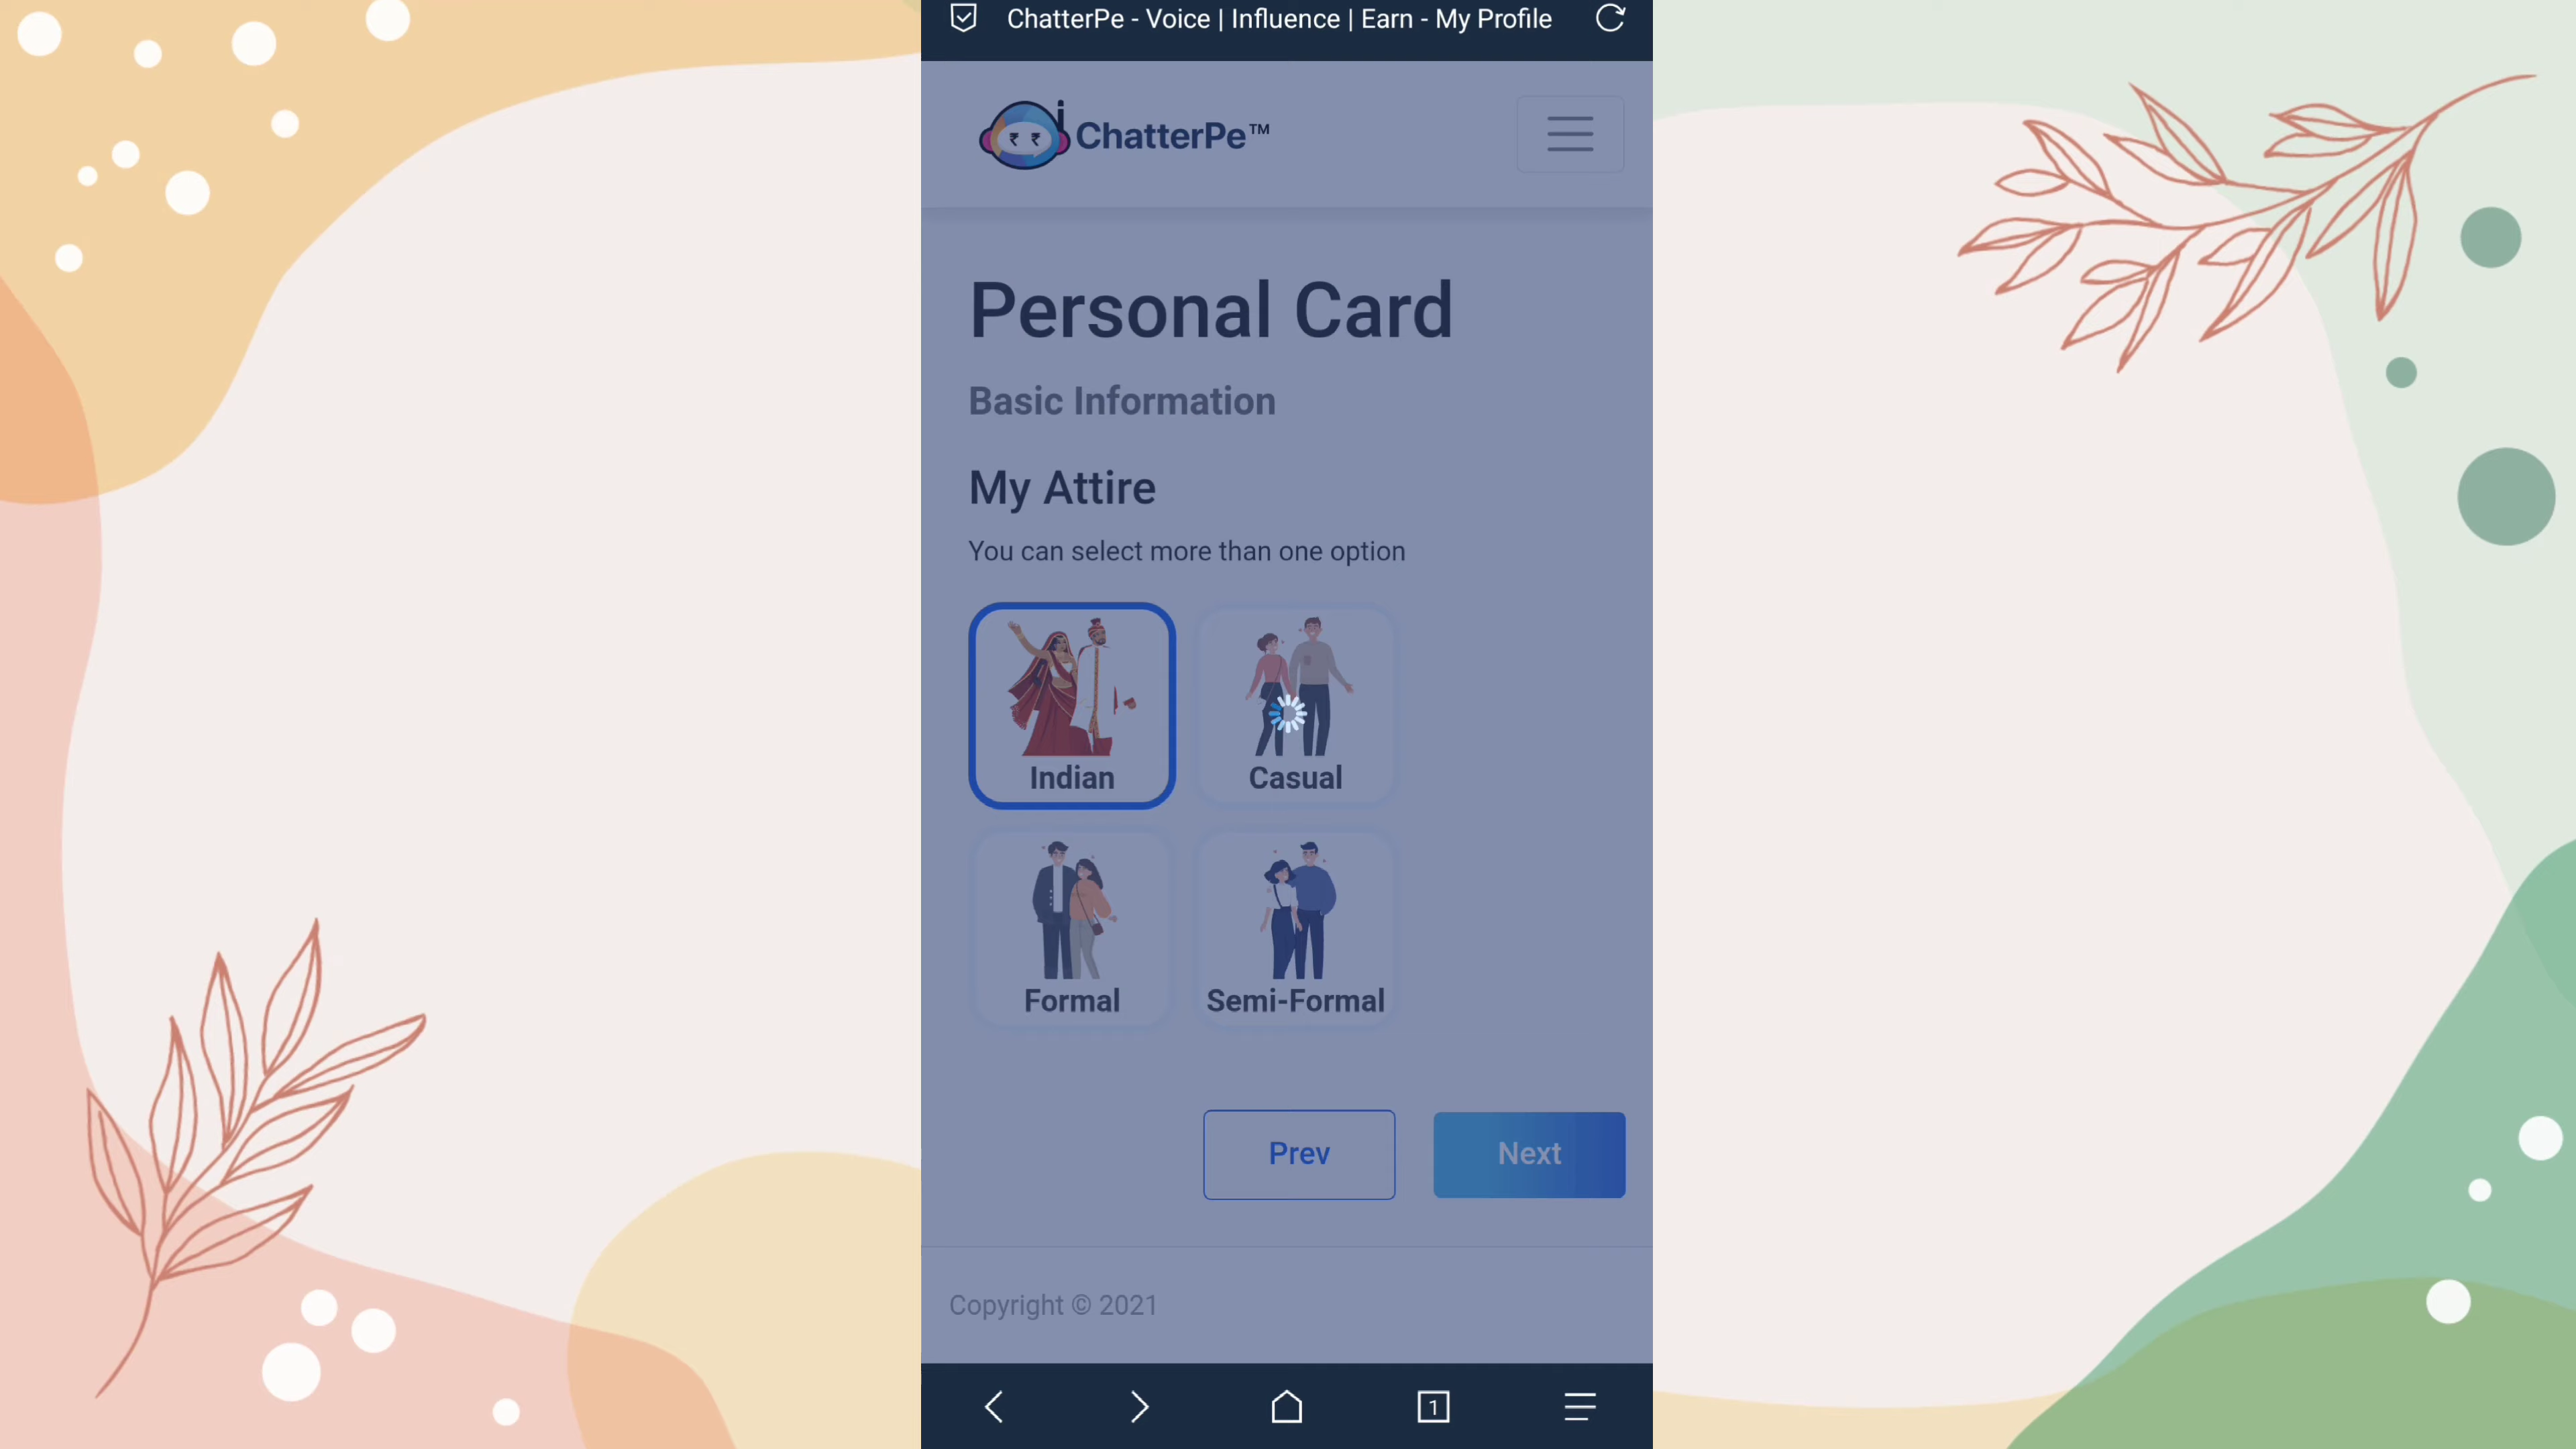 ChatterPe - Voice | Influence | Earn - My Profile
₹ ₹
ChatterPe™
Personal Card
Basic Information
My Attire
You can select more than one option
Indian
Casual
Formal
Semi-Formal
Prev
Next
Copyright © 2021
1